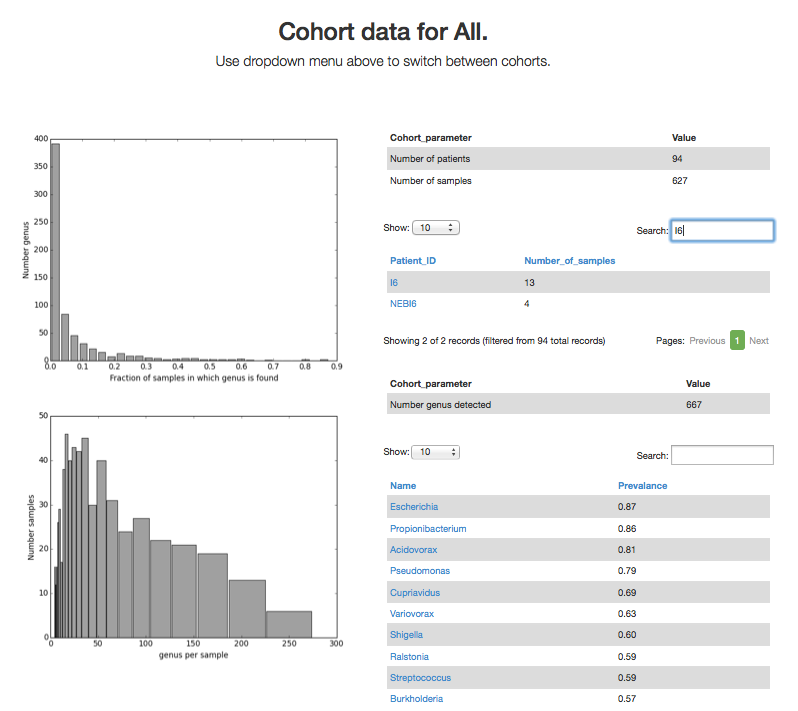 Cohort data for All.
Use dropdown menu above to switch between cohorts.
400
350
300
250
200
150
100
50
0
Number genus
0.0 0.1 0.2 0.3 0.4 0.5 0.6 0.7 0.8 0.9
Fraction of samples in which genus is found
50
40
30
20
10
0
Number samples
0 50 100 150 200 250 300
genus per sample
Cohort_parameter Value
Number of patients 94
Number of samples 627
Show: 10 Search: I6
Patient_ID Number_of_samples
I6 13
NEBI6 4
Showing 2 of 2 records (filtered from 94 total records) Pages: Previous 1 Next
Cohort_parameter Value
Number genus detected 667
Show: 10 Search:
Name Prevalance
Escherichia 0.87
Propionibacterium 0.86
Acidovorax 0.81
Pseudomonas 0.79
Cupriavidus 0.69
Variovorax 0.63
Shigella 0.60
Ralstonia 0.59
Streptococcus 0.59
Burkholderia 0.57